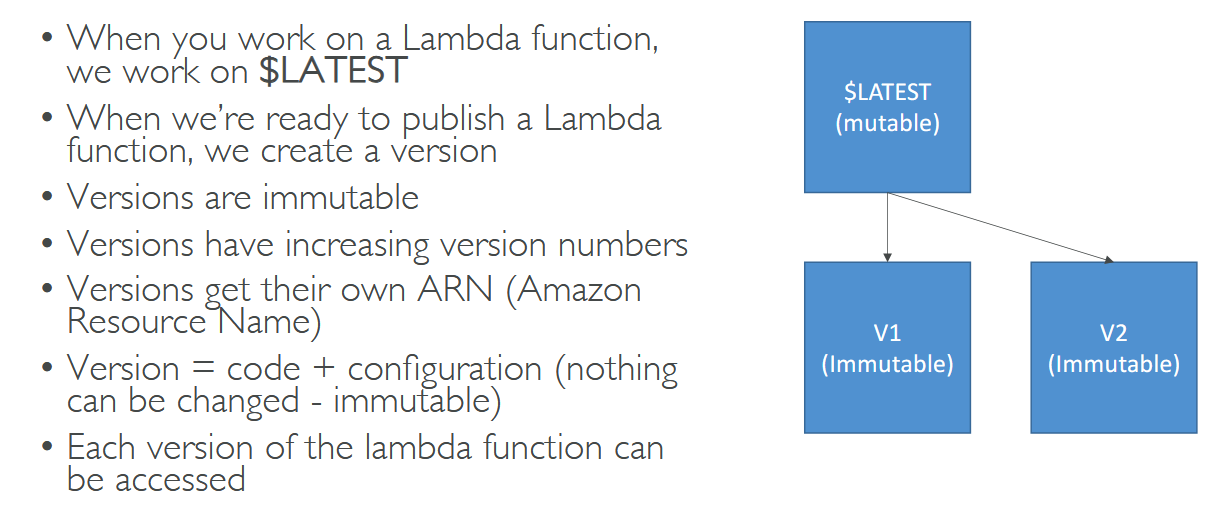 • When you work on a Lambda function,
we work on $LATEST
• When we're ready to publish a Lambda
function, we create a version
• Versions are immutable
• Versions have increasing version numbers
• Versions get their own ARN (Amazon
Resource Name)
• Version = code + configuration (nothing
can be changed - immutable)
• Each version of the lambda function can
be accessed
$LATEST
(mutable)
V1
(Immutable)
V2
(Immutable)